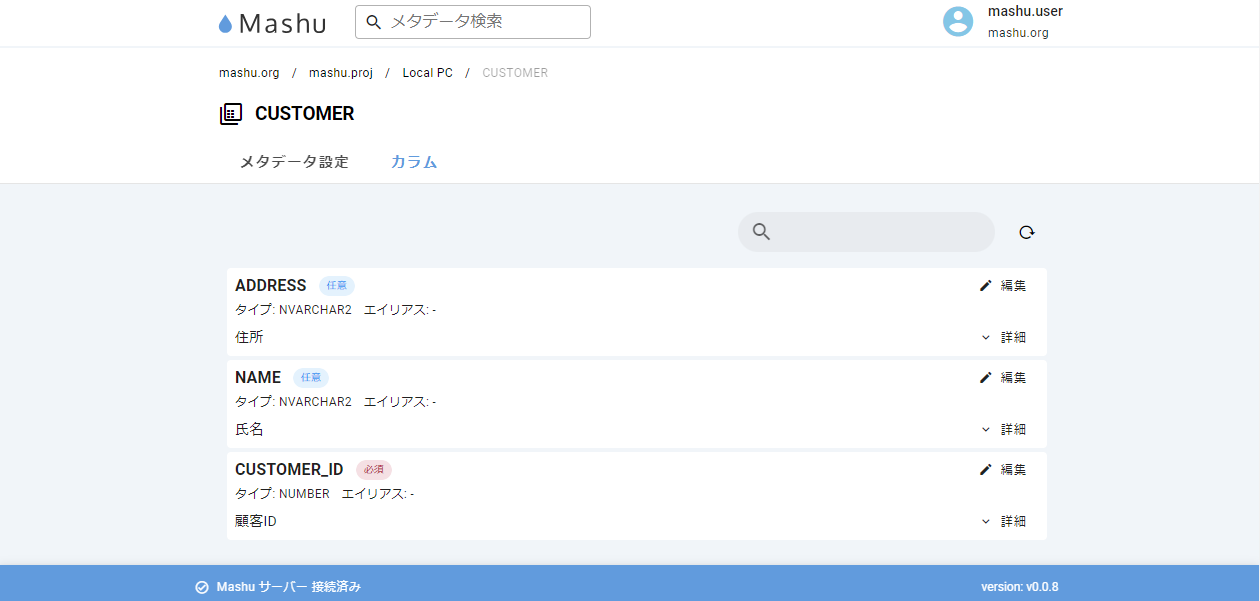 Mashu
メタデータ検索
mashu.user
mashu.org
mashu.org / mashu.proj / Local PC / CUSTOMER
CUSTOMER
メタデータ設定 カラム
ADDRESS 任意 編集
タイプ: NVARCHAR2 エイリアス: -
住所 詳細
NAME 任意 編集
タイプ: NVARCHAR2 エイリアス: -
氏名 詳細
CUSTOMER_ID 必須 編集
タイプ: NUMBER エイリアス: -
顧客ID 詳細
Mashu サーバー 接続済み version: v0.0.8